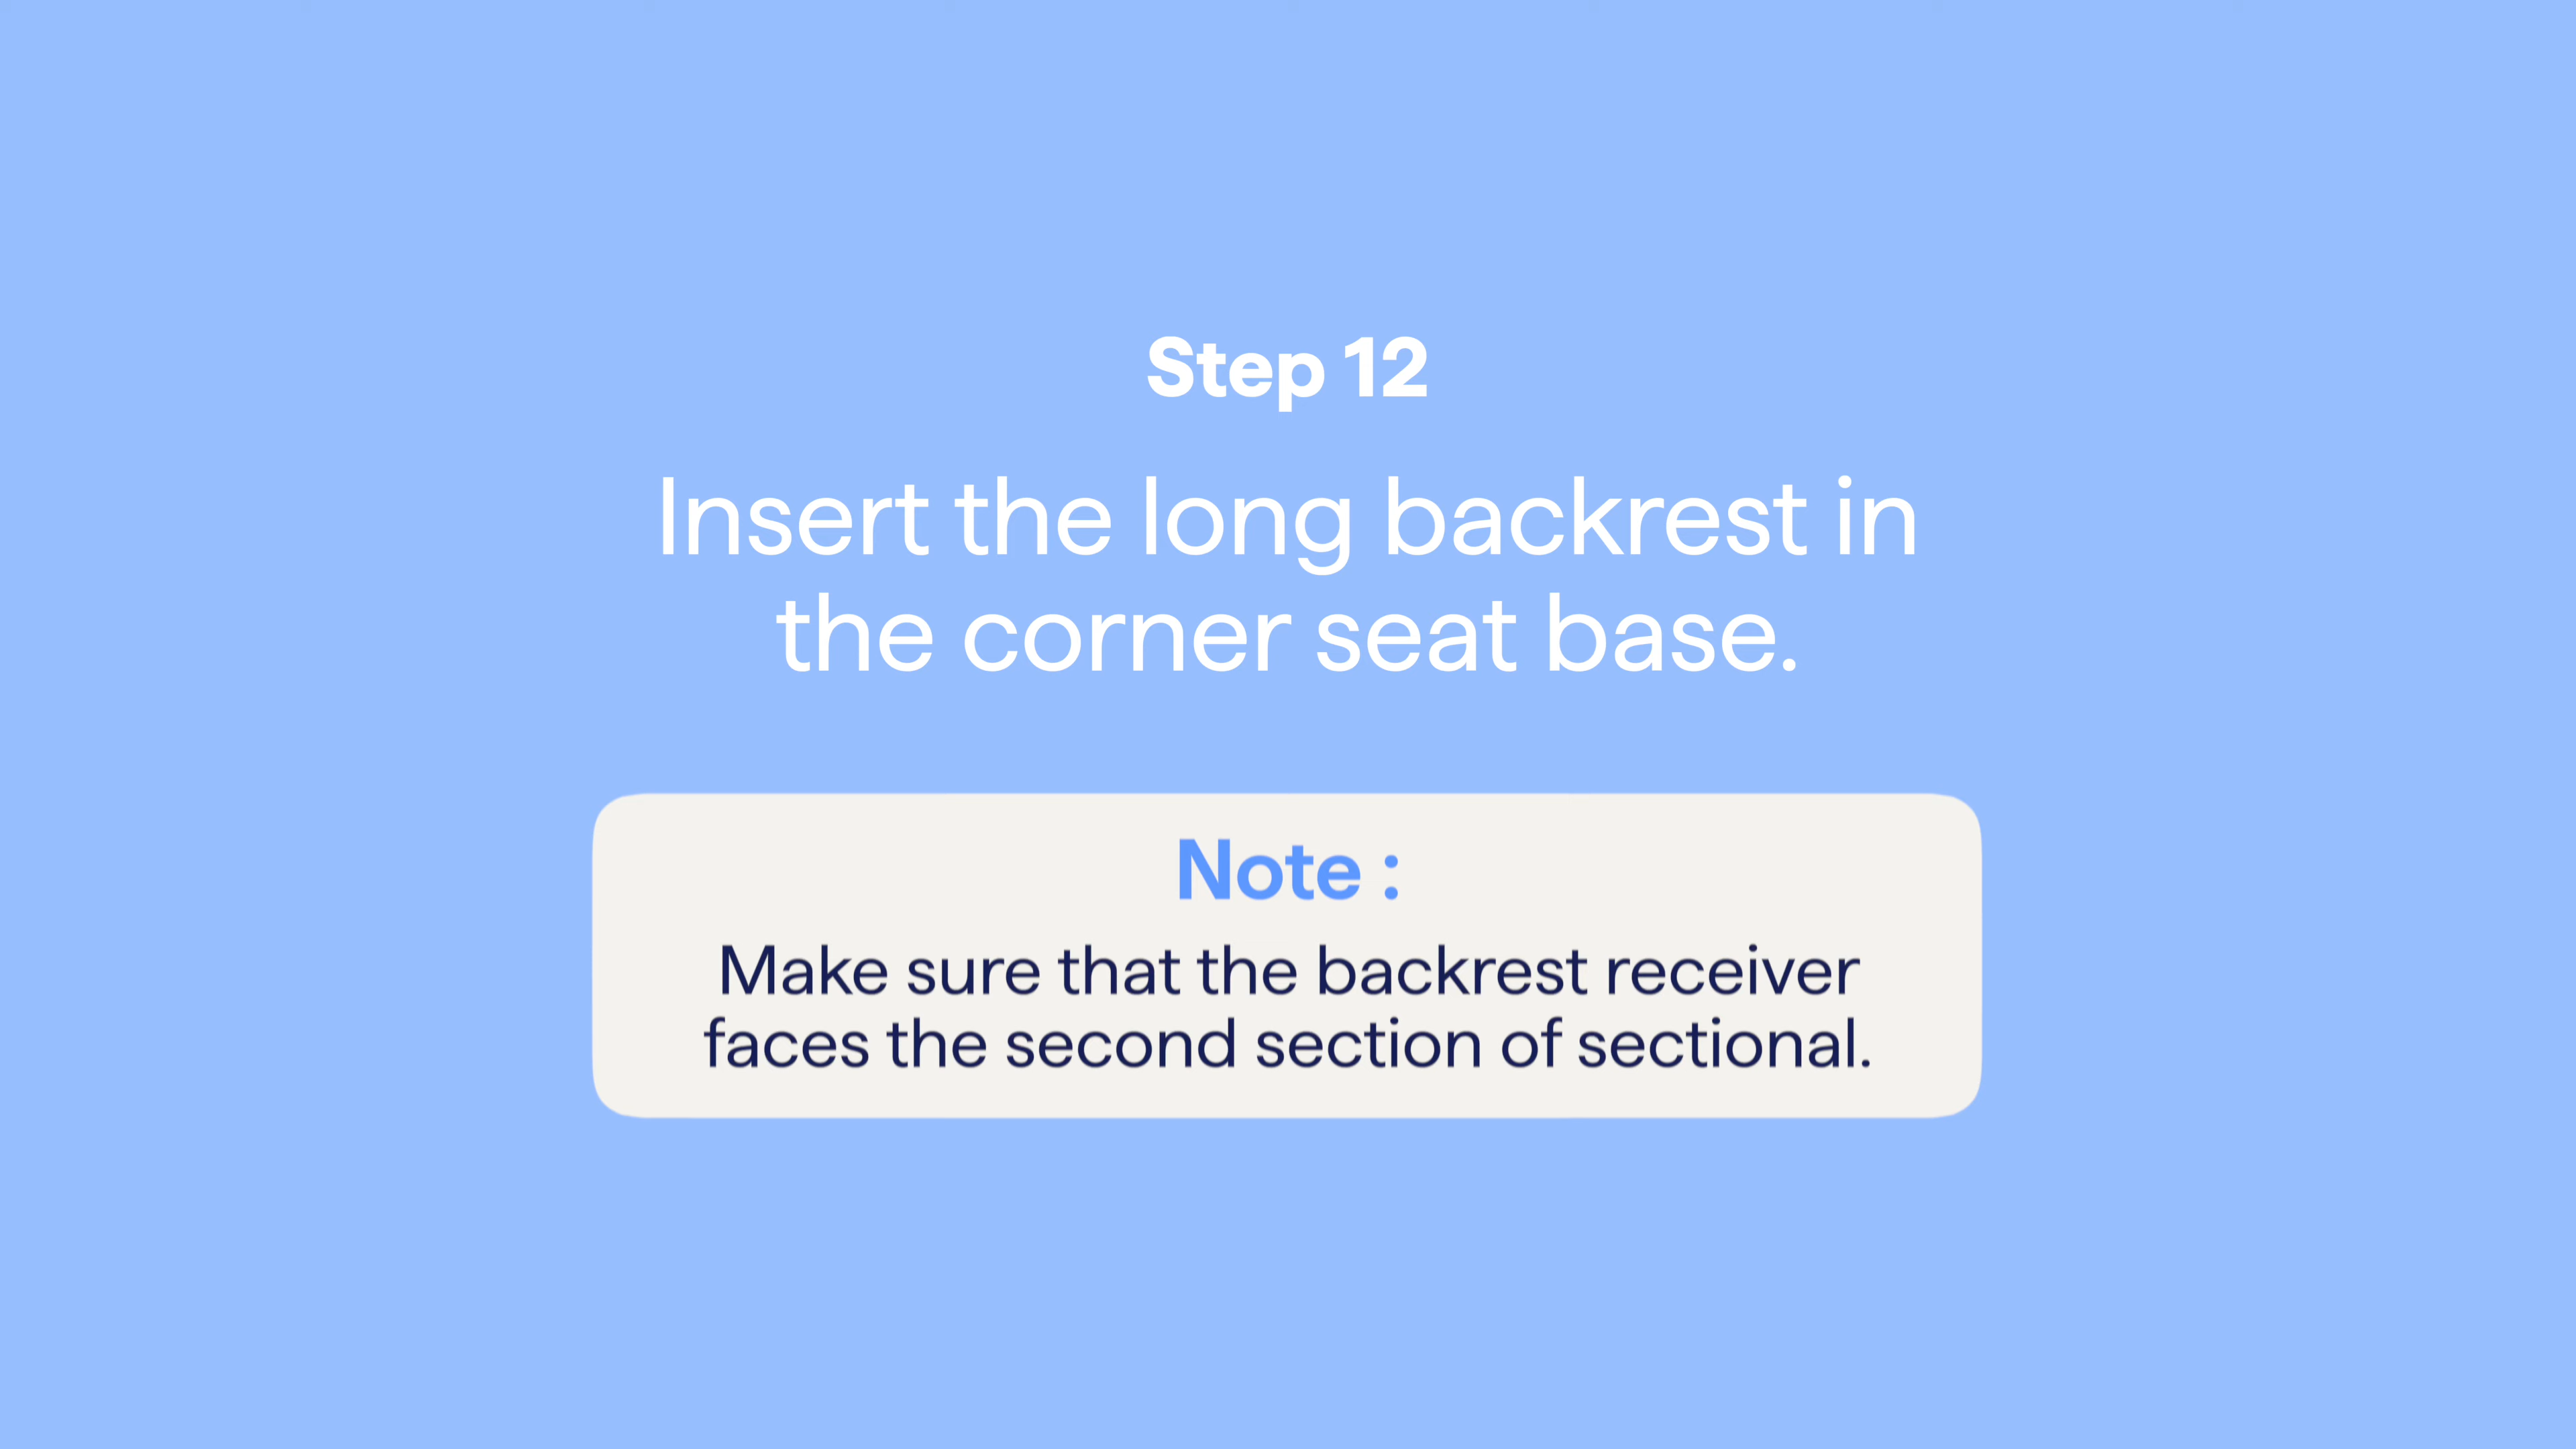 Step 12
Insert the long backrest in
the corner seat base.
Note :
Make sure that the backrest receiver
faces the second section of sectional.